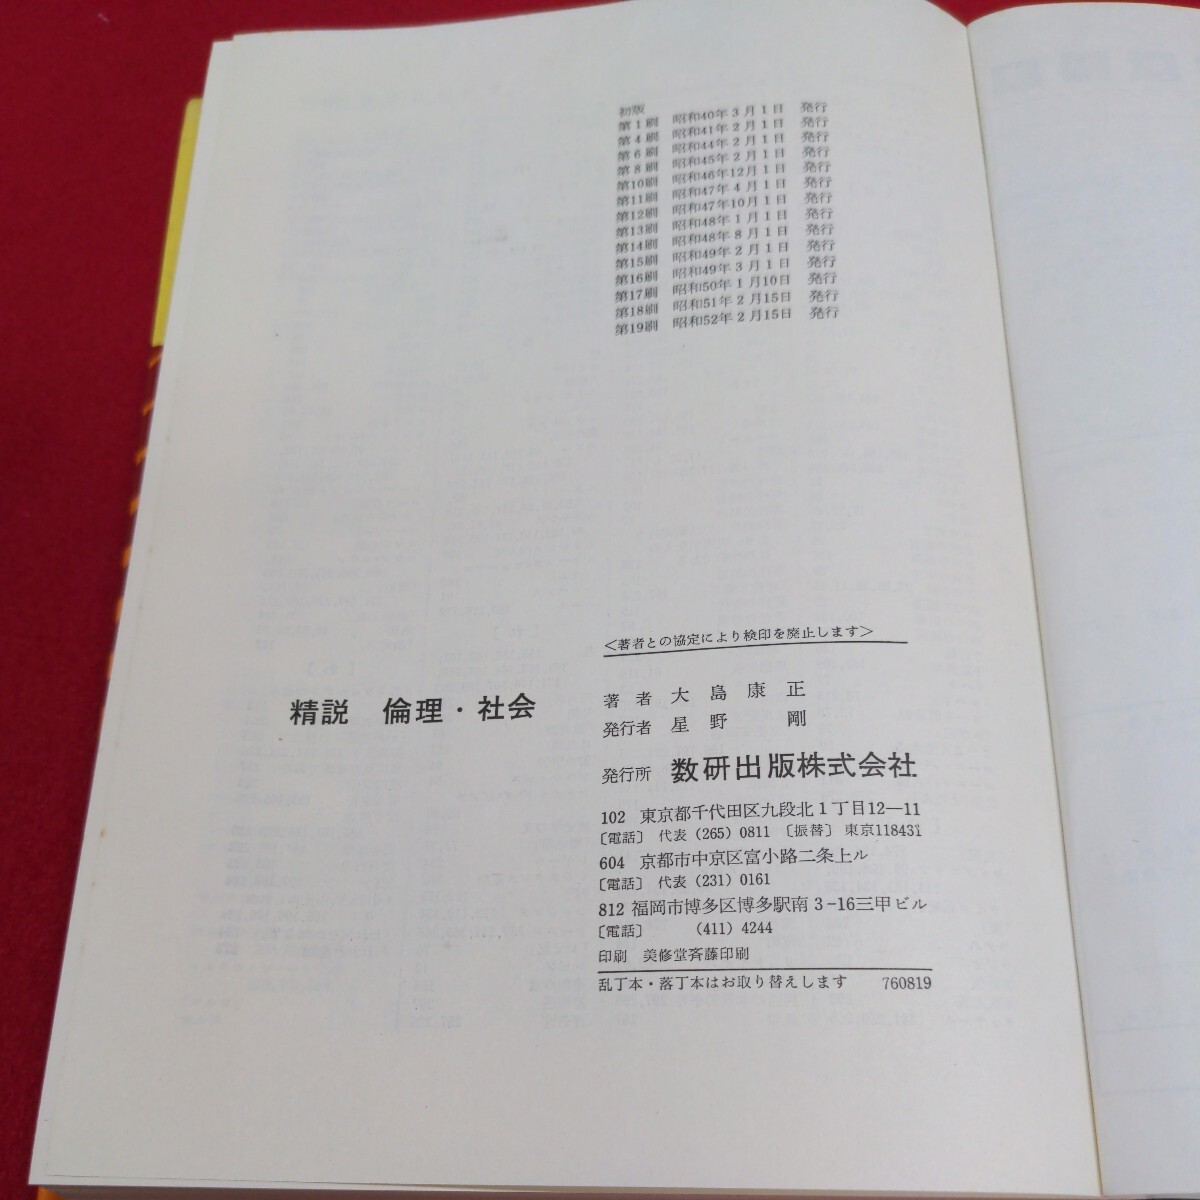 初版
第1刷 昭和40年3月1日 発行
第4刷 昭和41年2月1日 発行
第6刷 昭和44年2月1日 発行
第8刷 昭和45年2月1日 発行
第10刷 昭和46年12月1日 発行
第11刷 昭和47年4月1日 発行
第12刷 昭和47年10月1日 発行
第13刷 昭和48年1月1日 発行
第14刷 昭和48年8月1日 発行
第15刷 昭和49年2月1日 発行
第16刷 昭和49年3月1日 発行
第17刷 昭和50年1月10日 発行
第18刷 昭和51年2月15日 発行
第19刷 昭和52年2月15日 発行
<著者との協定により検印を廃止します>
精説 倫理・社会
著者 大島康正
発行者 星野 剛
発行所 数研出版株式会社
102 東京都千代田区九段北1丁目12―11
〔電話〕 代表 (265) 0811 〔振替〕 東京118431
604 京都市中京区富小路二条上ル
〔電話〕 代表 (231) 0161
812 福岡市博多区博多駅南3-16三甲ビル
〔電話〕 (411) 4244
印刷 美修堂斉藤印刷
乱丁本・落丁本はお取り替えします 760819